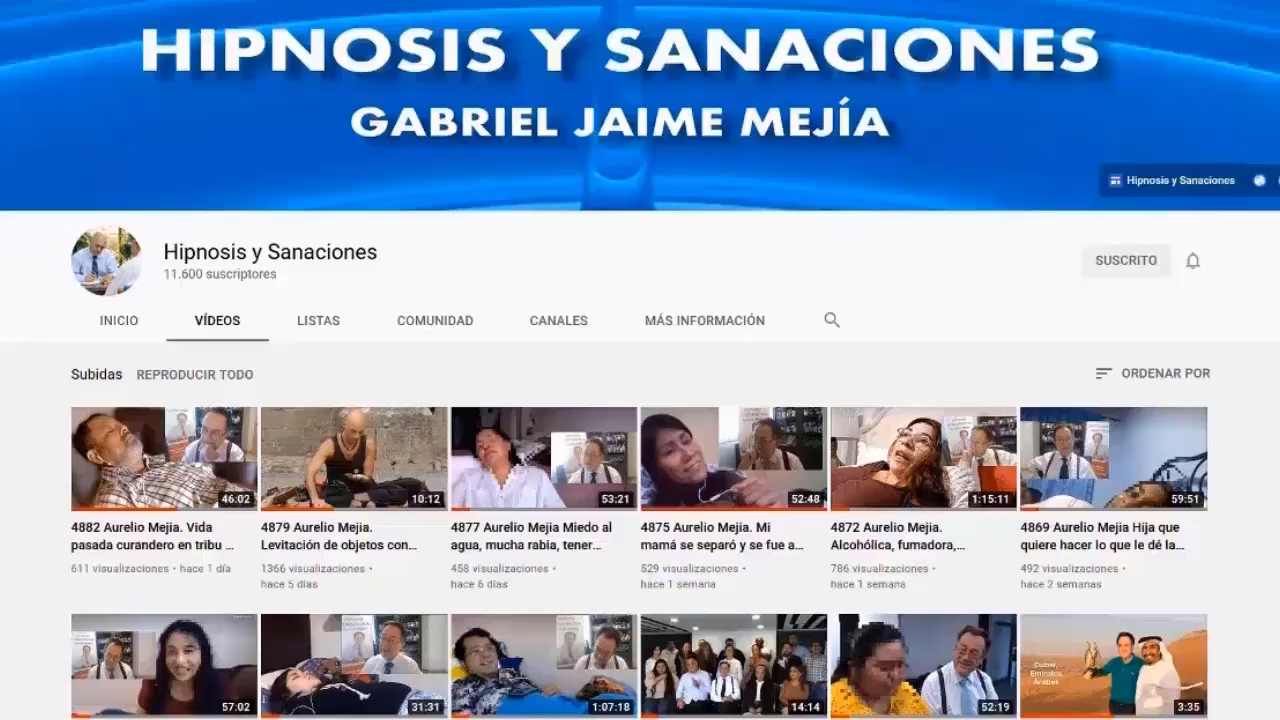 HIPNOSIS Y SANACIONES
GABRIEL JAIME MEJÍA
Hipnosis y Sanaciones
Hipnosis y Sanaciones
11.600 suscriptores
SUSCRITO
INICIO
VÍDEOS
LISTAS
COMUNIDAD
CANALES
MÁS INFORMACIÓN
Subidas
REPRODUCIR TODO
ORDENAR POR
46:02
10:12
53:21
52:48
1:15:11
59:51
4882 Aurelio Mejia. Vida
pasada curandero en tribu ...
611 visualizaciones • hace 1 día
4879 Aurelio Mejia.
Levitación de objetos con...
1366 visualizaciones •
hace 5 días
4877 Aurelio Mejia Miedo al
agua, mucha rabia, tener...
458 visualizaciones •
hace 6 días
4875 Aurelio Mejia. Mi
mamá se separó y se fue a...
529 visualizaciones •
hace 1 semana
4872 Aurelio Mejia.
Alcohólica, fumadora,...
786 visualizaciones •
hace 1 semana
4869 Aurelio Mejia Hija que
quiere hacer lo que le dé la...
492 visualizaciones •
hace 2 semanas
57:02
31:31
1:07:18
14:14
52:19
Dubai,
Emiratos
Arabes
3:35